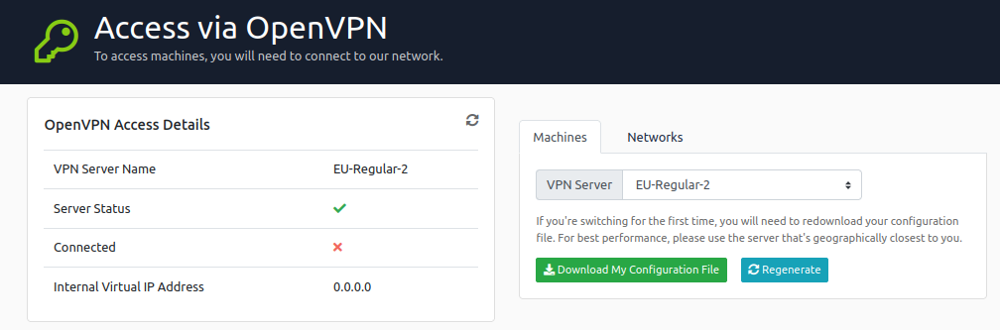 Access via OpenVPN
To access machines, you will need to connect to our network.
OpenVPN Access Details
VPN Server Name EU-Regular-2
Server Status
Connected
Internal Virtual IP Address 0.0.0.0
Machines Networks
VPN Server EU-Regular-2
If you're switching for the first time, you will need to redownload your configuration
file. For best performance, please use the server that's geographically closest to you.
Download My Configuration File Regenerate